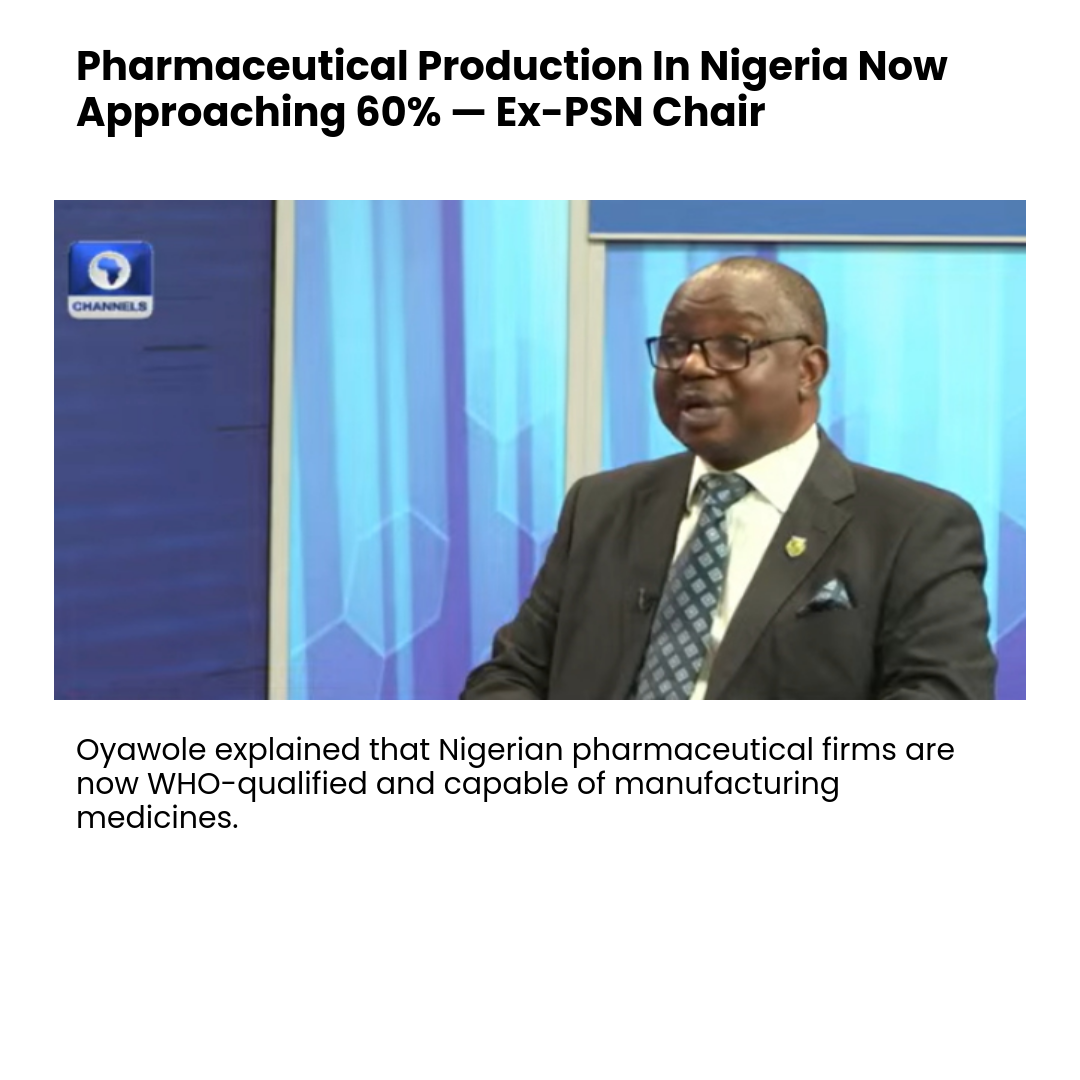 Pharmaceutical Production In Nigeria Now
Approaching 60% — Ex-PSN Chair
CHANNELS
Oyawole explained that Nigerian pharmaceutical firms are
now WHO-qualified and capable of manufacturing
medicines.